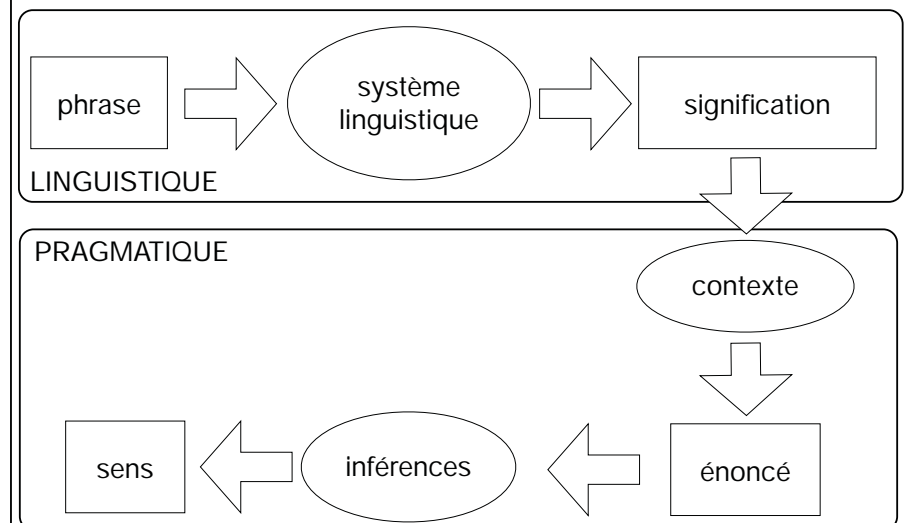 phrase
système
linguistique
signification
LINGUISTIQUE
PRAGMATIQUE
contexte
sens
inférences
énoncé